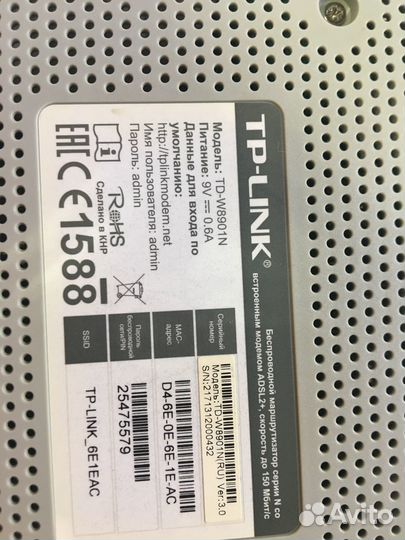 TP-LINK®
Беспроводной маршрутизатор серии N со
встроенным модемом ADSL2+, скорость до 150 Мбит/с
Модель: TD-W8901N
Питание: 9V⎓0,6A
Данные для входа по
умолчанию:
http://tplinkmodem.net
Имя пользователя: admin
Пароль: admin
RoHS
Сделано в КНР
EAC CE1588
Серийный
номер
Модель:TD-W8901N(RU) Ver:3.0
S/N:2171312000432
MAC-
адрес
D4-6E-0E-6E-1E-AC
Пароль
беспроводной
сети/PIN
25475579
SSID
TP-LINK_6E1EAC
Avito